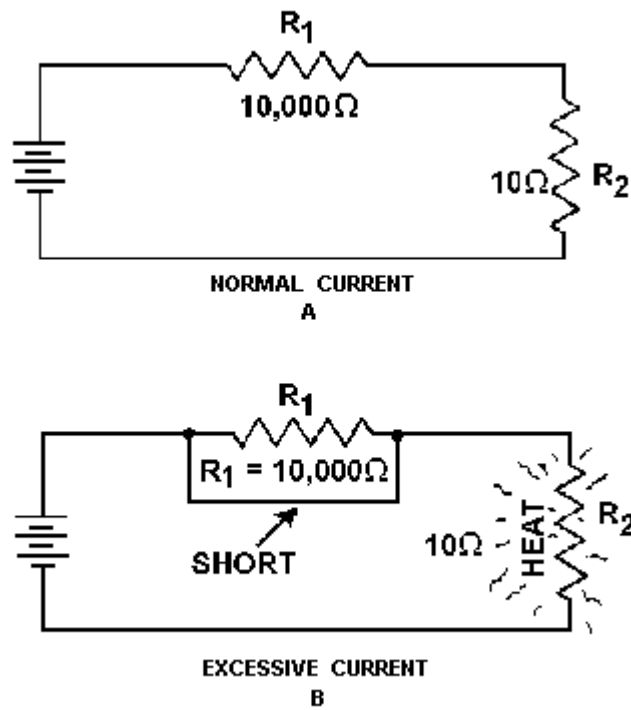 R1
10,000Ω
10Ω
R2
NORMAL CURRENT
A
R1
R1 = 10,000Ω
SHORT
10Ω
HEAT
R2
EXCESSIVE CURRENT
B